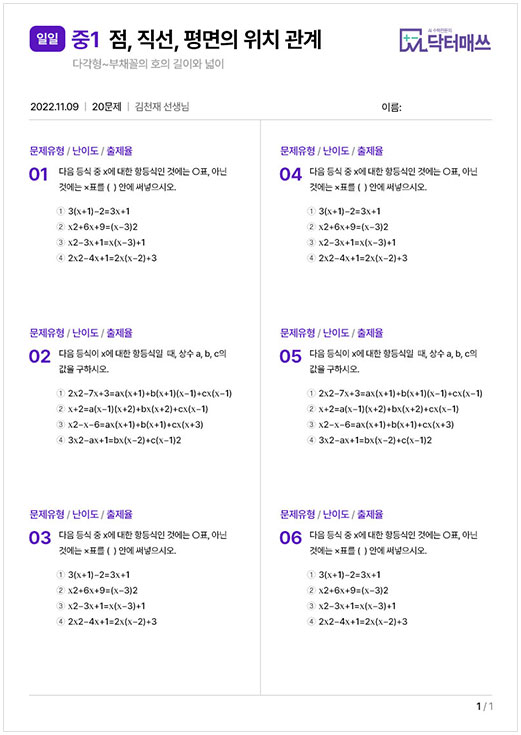 일일 중1 점, 직선, 평면의 위치 관계
다각형~부채꼴의 호의 길이와 넓이
AI 수학전문의
닥터매쓰
2022.11.09 | 20문제 | 김천재 선생님
이름:
문제유형 / 난이도 / 출제율
01 다음 등식 중 x에 대한 항등식인 것에는 ○표, 아닌
것에는 ×표를 ( ) 안에 써넣으시오.
① 3(x+1)−2=3x+1
② x2+6x+9=(x−3)2
③ x2−3x+1=x(x−3)+1
④ 2x2−4x+1=2x(x−2)+3
문제유형 / 난이도 / 출제율
02 다음 등식이 x에 대한 항등식일 때, 상수 a, b, c의
값을 구하시오.
① 2x2−7x+3=ax(x+1)+b(x+1)(x−1)+cx(x−1)
② x+2=a(x−1)(x+2)+bx(x+2)+cx(x−1)
③ x2−x−6=ax(x+1)+b(x+1)+cx(x+3)
④ 3x2−ax+1=bx(x−2)+c(x−1)2
문제유형 / 난이도 / 출제율
03 다음 등식 중 x에 대한 항등식인 것에는 ○표, 아닌
것에는 ×표를 ( ) 안에 써넣으시오.
① 3(x+1)−2=3x+1
② x2+6x+9=(x−3)2
③ x2−3x+1=x(x−3)+1
④ 2x2−4x+1=2x(x−2)+3
문제유형 / 난이도 / 출제율
04 다음 등식 중 x에 대한 항등식인 것에는 ○표, 아닌
것에는 ×표를 ( ) 안에 써넣으시오.
① 3(x+1)−2=3x+1
② x2+6x+9=(x−3)2
③ x2−3x+1=x(x−3)+1
④ 2x2−4x+1=2x(x−2)+3
문제유형 / 난이도 / 출제율
05 다음 등식이 x에 대한 항등식일 때, 상수 a, b, c의
값을 구하시오.
① 2x2−7x+3=ax(x+1)+b(x+1)(x−1)+cx(x−1)
② x+2=a(x−1)(x+2)+bx(x+2)+cx(x−1)
③ x2−x−6=ax(x+1)+b(x+1)+cx(x+3)
④ 3x2−ax+1=bx(x−2)+c(x−1)2
문제유형 / 난이도 / 출제율
06 다음 등식 중 x에 대한 항등식인 것에는 ○표, 아닌
것에는 ×표를 ( ) 안에 써넣으시오.
① 3(x+1)−2=3x+1
② x2+6x+9=(x−3)2
③ x2−3x+1=x(x−3)+1
④ 2x2−4x+1=2x(x−2)+3
1 / 1